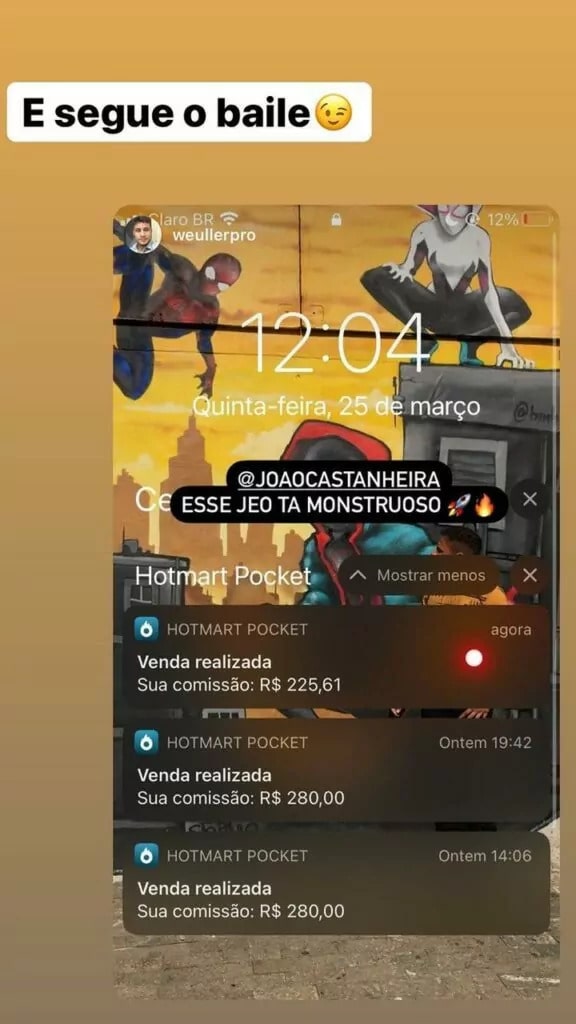 E segue o baile😉
Claro BR
12%
weullerpro
12:04
Quinta-feira, 25 de março
@JOAOCASTANHEIRA
Ce
ESSE JEO TA MONSTRUOSO 🚀🔥
Hotmart Pocket
Mostrar menos
HOTMART POCKET
agora
Venda realizada
Sua comissão: R$ 225,61
HOTMART POCKET
Ontem 19:42
Venda realizada
Sua comissão: R$ 280,00
HOTMART POCKET
Ontem 14:06
Venda realizada
Sua comissão: R$ 280,00